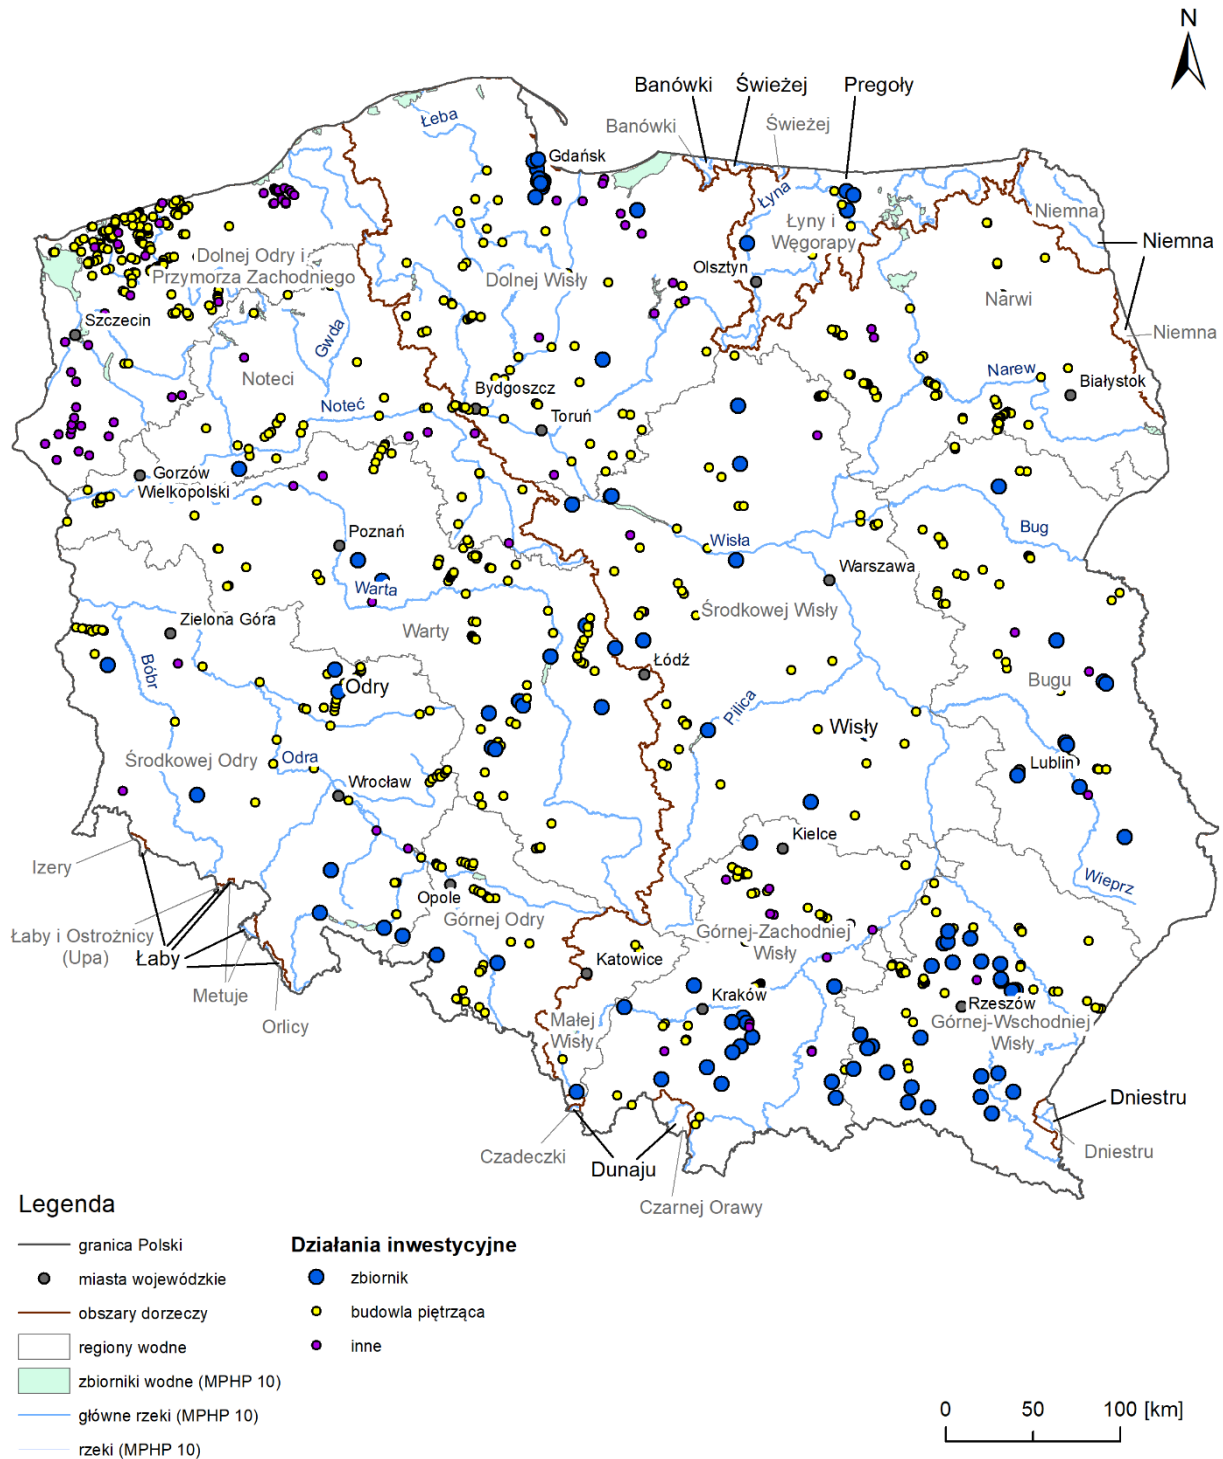 N
Banówki
Świeżej
Pregoły
Banówki
Świeżej
Łeba
Gdańsk
Łyna
Łyny i
Węgorapy
Niemna
Niemna
Dolnej Odry i
Przymorza Zachodniego
Dolnej Wisły
Olsztyn
Narwi
Szczecin
Gwda
Niemna
Noteci
Narew
Białystok
Bydgoszcz
Noteć
Toruń
Gorzów
Wielkopolski
Poznań
Wisła
Bug
Warszawa
Warta
Środkowej Wisły
Zielona Góra
Warty
Bóbr
Łódź
Bugu
Odry
Pilica
Wisły
Środkowej Odry
Odra
Wrocław
Lublin
Kielce
Izery
Opole
Wieprz
Górnej Odry
Łaby i Ostrożnicy
(Upa)
Łaby
Górnej-Zachodniej
Wisły
Katowice
Metuje
Orlicy
Kraków
Rzeszów
Małej
Wisły
Górnej-Wschodniej
Wisły
Dniestru
Czadeczki
Dunaju
Dniestru
Czarnej Orawy
Legenda
granica Polski
miasta wojewódzkie
obszary dorzeczy
regiony wodne
zbiorniki wodne (MPHP 10)
główne rzeki (MPHP 10)
rzeki (MPHP 10)
Działania inwestycyjne
zbiornik
budowla piętrząca
inne
0 50 100 [km]